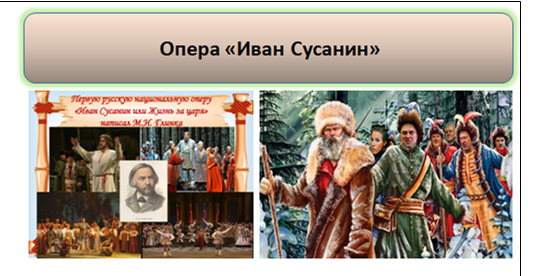 Опера «Иван Сусанин»
Первую русскую национальную оперу
«Иван Сусанин или Жизнь за царя»
написал М.И. Глинка